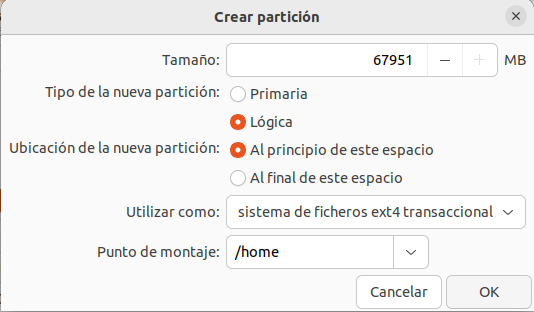 Crear partición
Tamaño: 67951 MB
Tipo de la nueva partición: Primaria
Lógica
Ubicación de la nueva partición: Al principio de este espacio
Al final de este espacio
Utilizar como: sistema de ficheros ext4 transaccional
Punto de montaje: /home
Cancelar OK